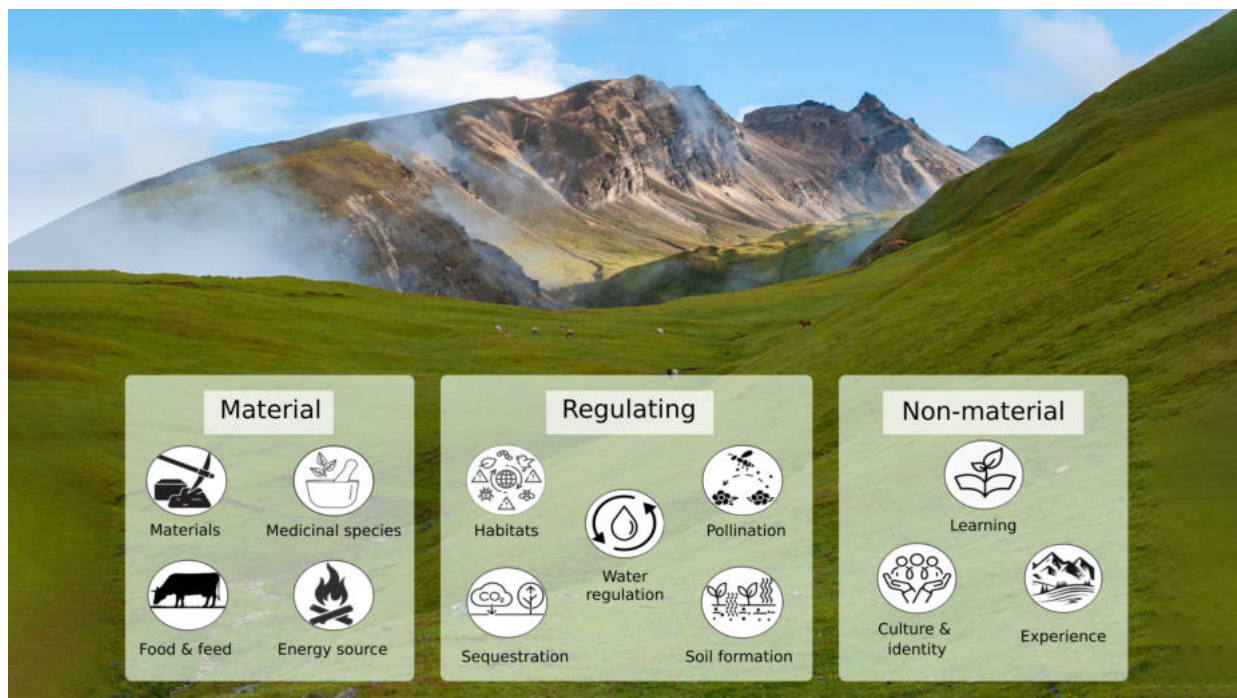 Material
Materials
Medicinal species
Food & feed
Energy source
Regulating
Habitats
Pollination
Water
regulation
Sequestration
Soil formation
CO₂
Non-material
Learning
Culture &
identity
Experience